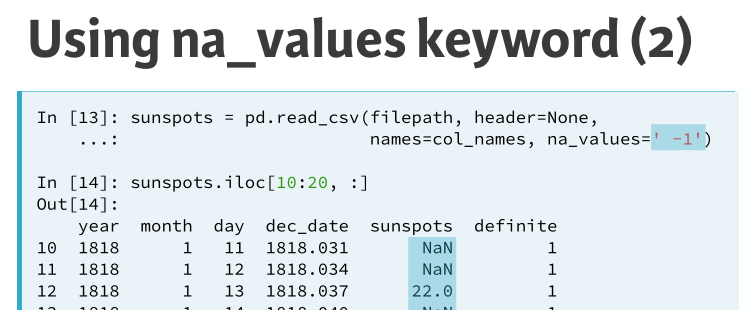 Using na_values keyword (2)
In [13]: sunspots = pd.read_csv(filepath, header=None,
...: names=col_names, na_values=' -1')
In [14]: sunspots.iloc[10:20, :]
Out[14]:
year month day dec_date sunspots definite
10 1818 1 11 1818.031 NaN 1
11 1818 1 12 1818.034 NaN 1
12 1818 1 13 1818.037 22.0 1